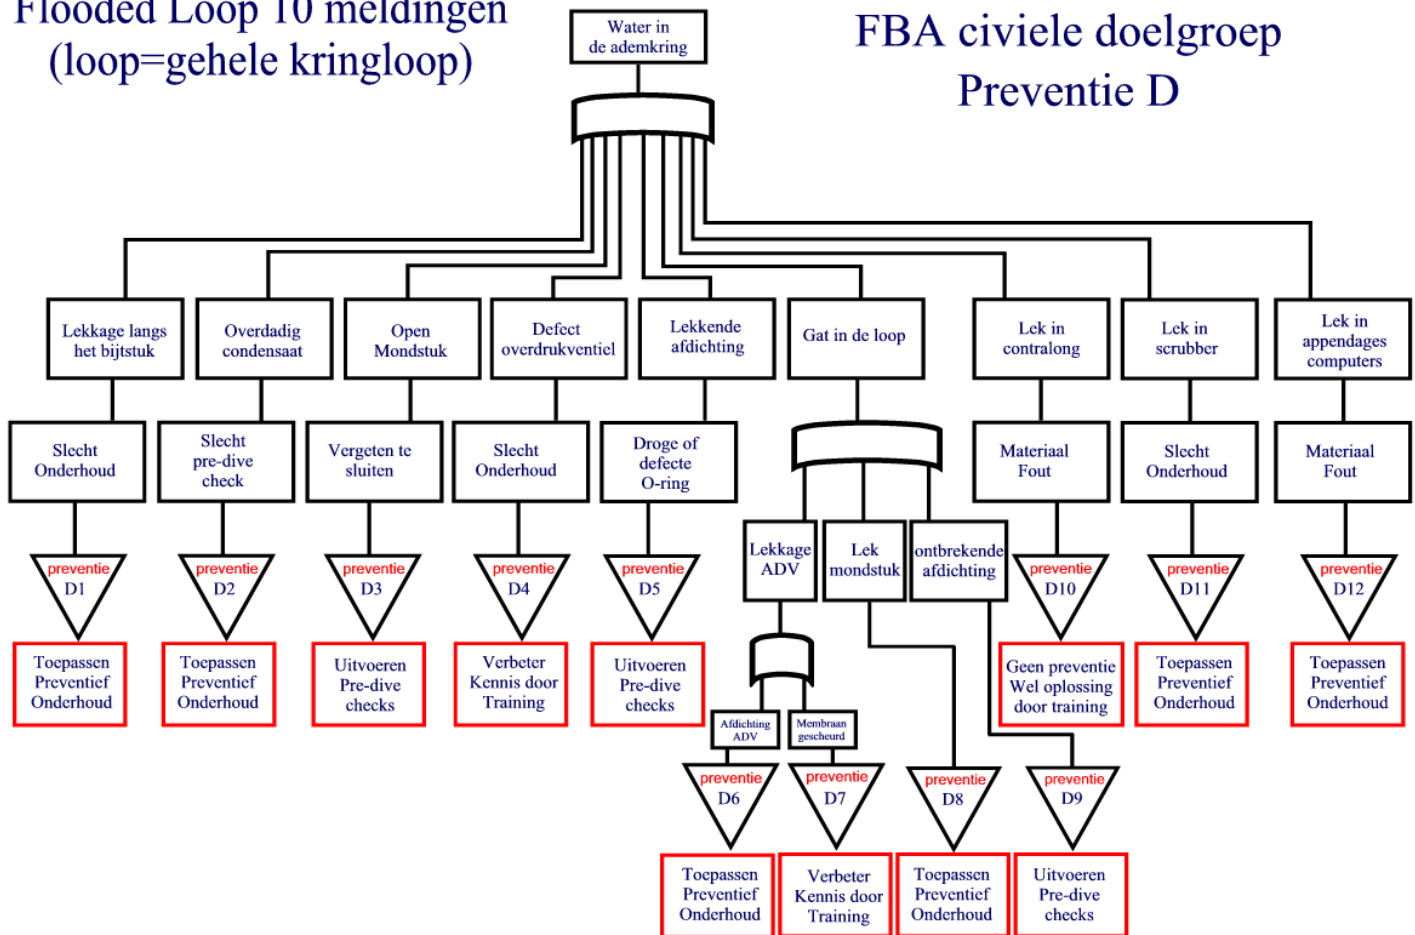 Flooded Loop 10 meldingen
(loop=gehele kringloop)
FBA civiele doelgroep
Preventie D
Water in
de ademkring
Lekkage langs
het bijtstuk
Overdadig
condensaat
Open
Mondstuk
Defect
overdrukventiel
Lekkende
afdichting
Gat in de loop
Lek in
contralong
Lek in
scrubber
Lek in
appendages
computers
Slecht
Onderhoud
Slecht
pre-dive
check
Vergeten te
sluiten
Slecht
Onderhoud
Droge of
defecte
O-ring
Materiaal
Fout
Slecht
Onderhoud
Materiaal
Fout
Lekkage
ADV
Lek
mondstuk
ontbrekende
afdichting
preventie
D1
preventie
D2
preventie
D3
preventie
D4
preventie
D5
preventie
D10
preventie
D11
preventie
D12
Toepassen
Preventief
Onderhoud
Toepassen
Preventief
Onderhoud
Uitvoeren
Pre-dive
checks
Verbeter
Kennis door
Training
Uitvoeren
Pre-dive
checks
Geen preventie
Wel oplossing
door training
Toepassen
Preventief
Onderhoud
Toepassen
Preventief
Onderhoud
Afdichting
ADV
Membraan
gescheurd
preventie
D6
preventie
D7
preventie
D8
preventie
D9
Toepassen
Preventief
Onderhoud
Verbeter
Kennis door
Training
Toepassen
Preventief
Onderhoud
Uitvoeren
Pre-dive
checks